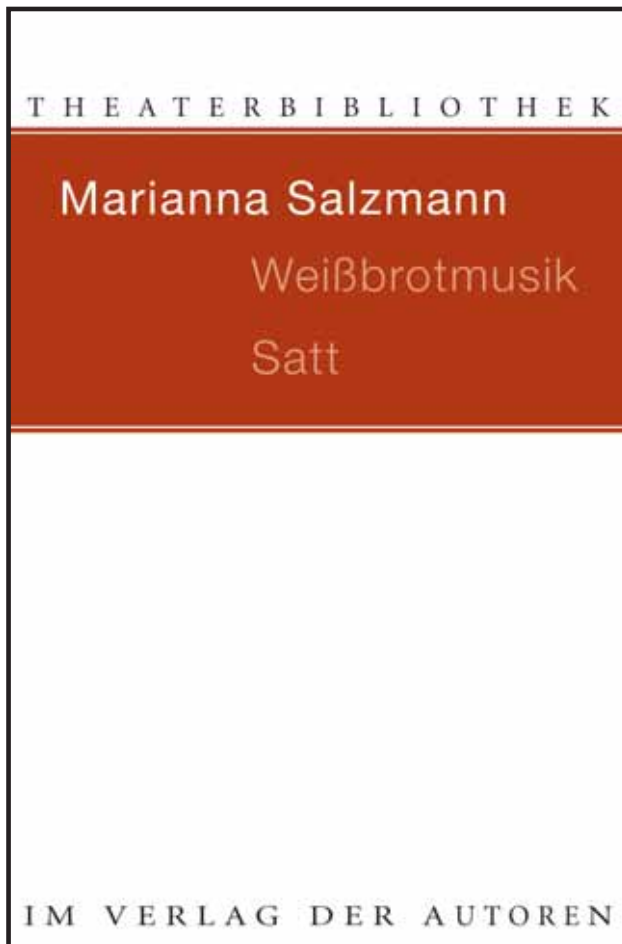 THEATERBIBLIOTHEK
Marianna Salzmann
Weißbrotmusik
Satt
IM VERLAG DER AUTOREN